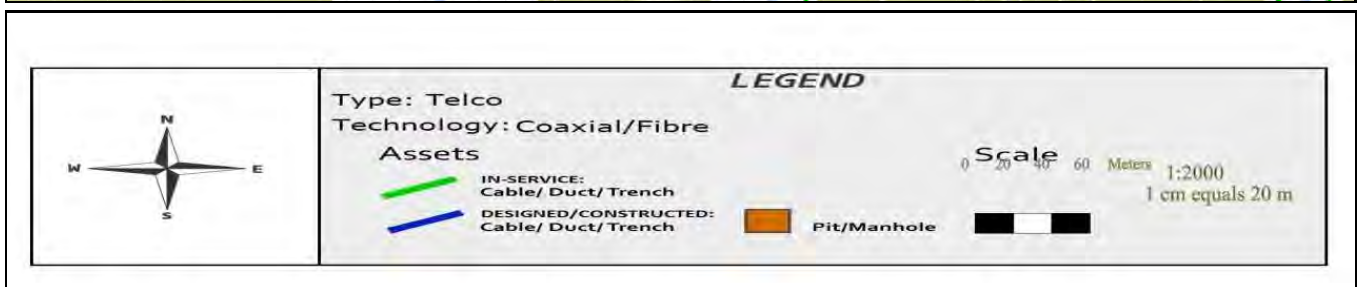 LEGEND
Type: Telco
Technology: Coaxial/Fibre
Assets
IN-SERVICE:
Cable/ Duct/ Trench
DESIGNED/CONSTRUCTED:
Cable/ Duct/ Trench
Pit/Manhole
Scale
0 20 40 60 Meters
1:2000
1 cm equals 20 m
N
W E
S